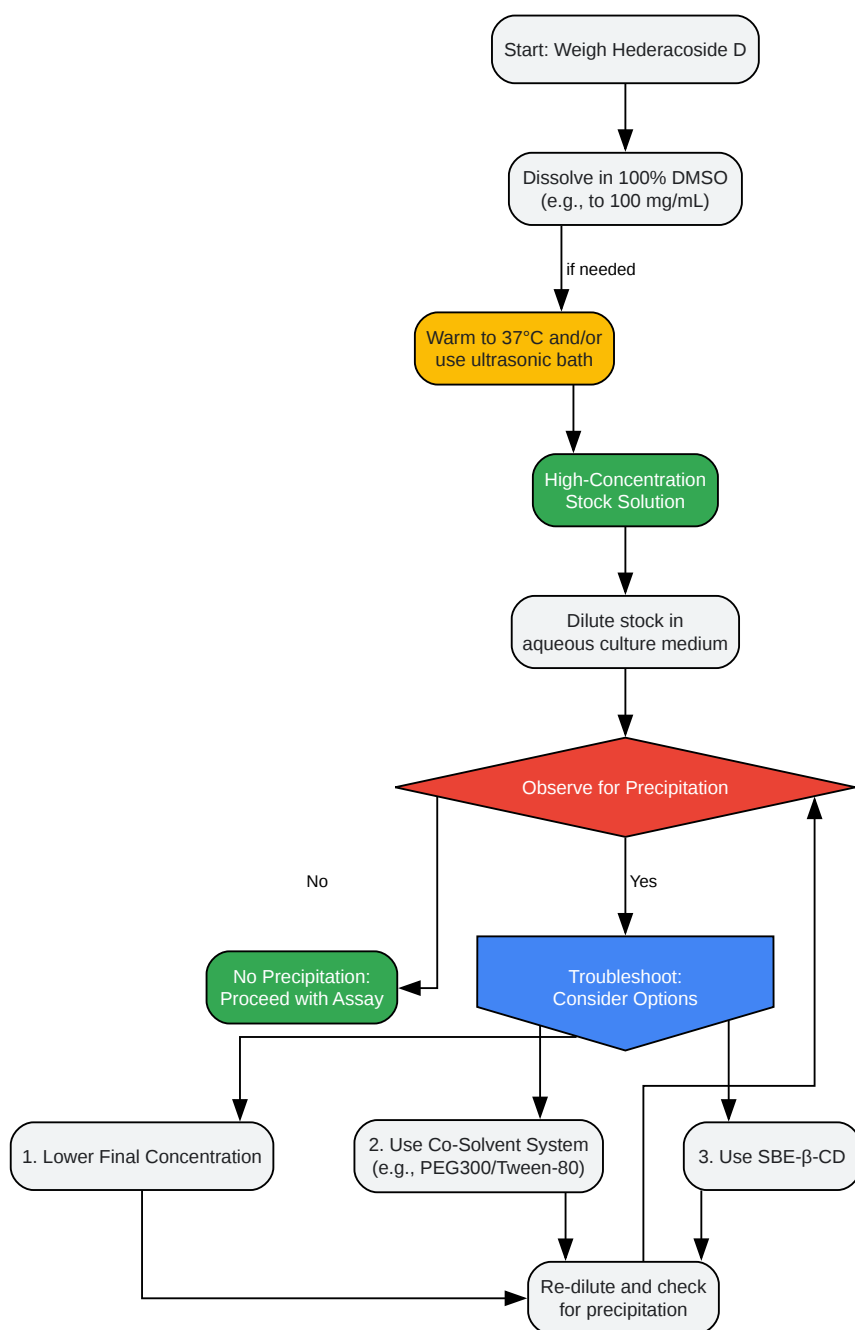 Start: Weigh Hederacoside D
Dissolve in 100% DMSO
(e.g., to 100 mg/mL)
if needed
Warm to 37°C and/or
use ultrasonic bath
High-Concentration
Stock Solution
Dilute stock in
aqueous culture medium
Observe for Precipitation
No
Yes
No Precipitation:
Proceed with Assay
Troubleshoot:
Consider Options
1. Lower Final Concentration
2. Use Co-Solvent System
(e.g., PEG300/Tween-80)
3. Use SBE-β-CD
Re-dilute and check
for precipitation